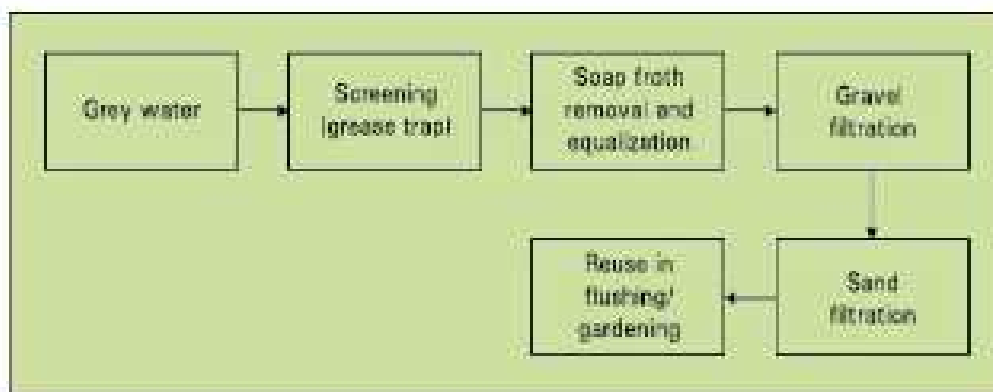 Grey water
Screening
(grease trap)
Soap froth
removal and
equalization
Gravel
filtration
Sand
filtration
Reuse in
flushing/
gardening